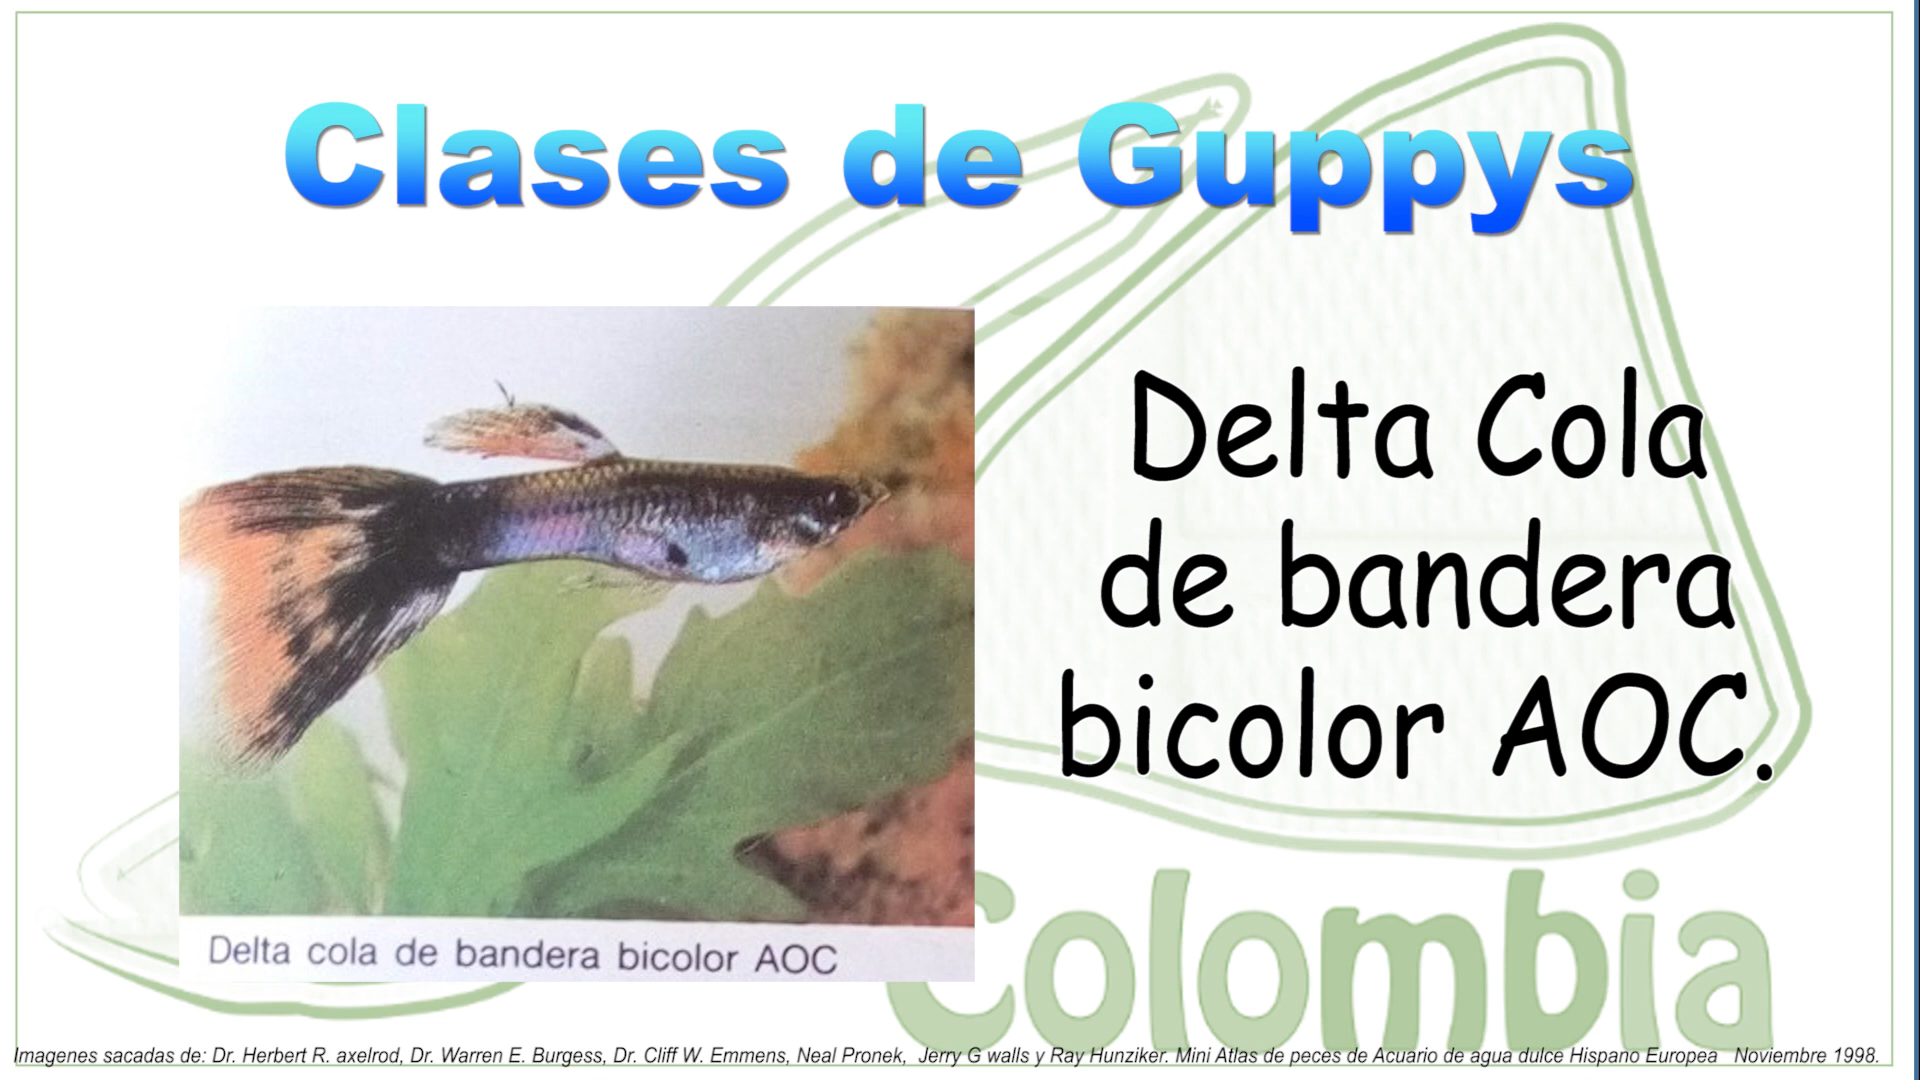 Clases de Guppys
Delta Cola
de bandera
bicolor AOC.
Delta cola de bandera bicolor AOC
Colombia
Imagenes sacadas de: Dr. Herbert R. axelrod, Dr. Warren E. Burgess, Dr. Cliff W. Emmens, Neal Pronek, Jerry G walls y Ray Hunziker. Mini Atlas de peces de Acuario de agua dulce Hispano Europea Noviembre 1998.